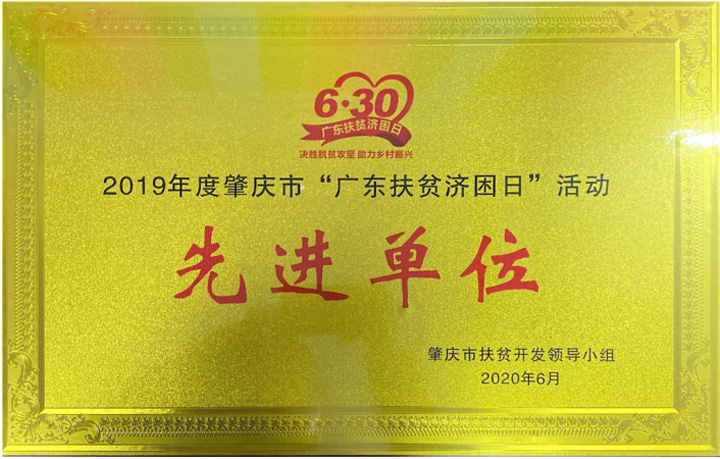 6·30
广东扶贫济困日
决胜脱贫攻坚 助力乡村振兴
2019年度肇庆市“广东扶贫济困日”活动
先进单位
肇庆市扶贫开发领导小组
2020年6月